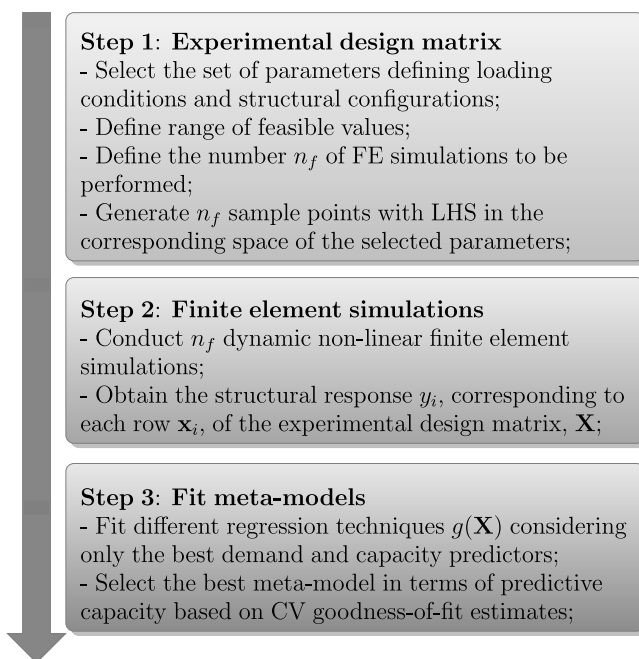 Step 1: Experimental design matrix
- Select the set of parameters defining loading
conditions and structural configurations;
- Define range of feasible values;
- Define the number n_f of FE simulations to be
performed;
- Generate n_f sample points with LHS in the
corresponding space of the selected parameters;
Step 2: Finite element simulations
- Conduct n_f dynamic non-linear finite element
simulations;
- Obtain the structural response y_i, corresponding to
each row x_i, of the experimental design matrix, X;
Step 3: Fit meta-models
- Fit different regression techniques g(X) considering
only the best demand and capacity predictors;
- Select the best meta-model in terms of predictive
capacity based on CV goodness-of-fit estimates;